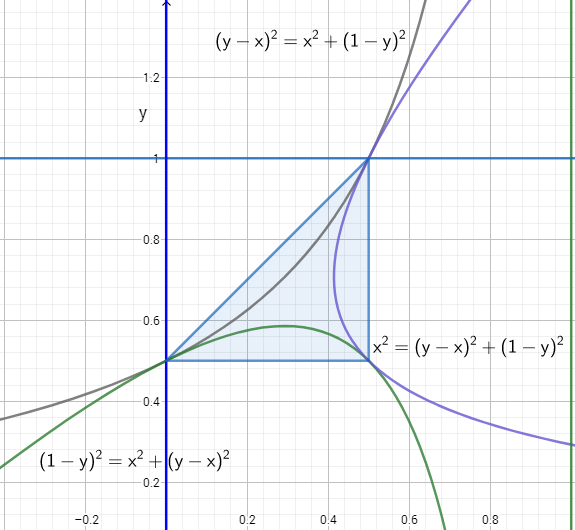 (y − x)² = x² + (1 − y)²
1.2
y
1
0.8
0.6
x² = (y − x)² + (1 − y)²
0.4
(1 − y)² = x² + (y − x)²
0.2
−0.2 0.2 0.4 0.6 0.8